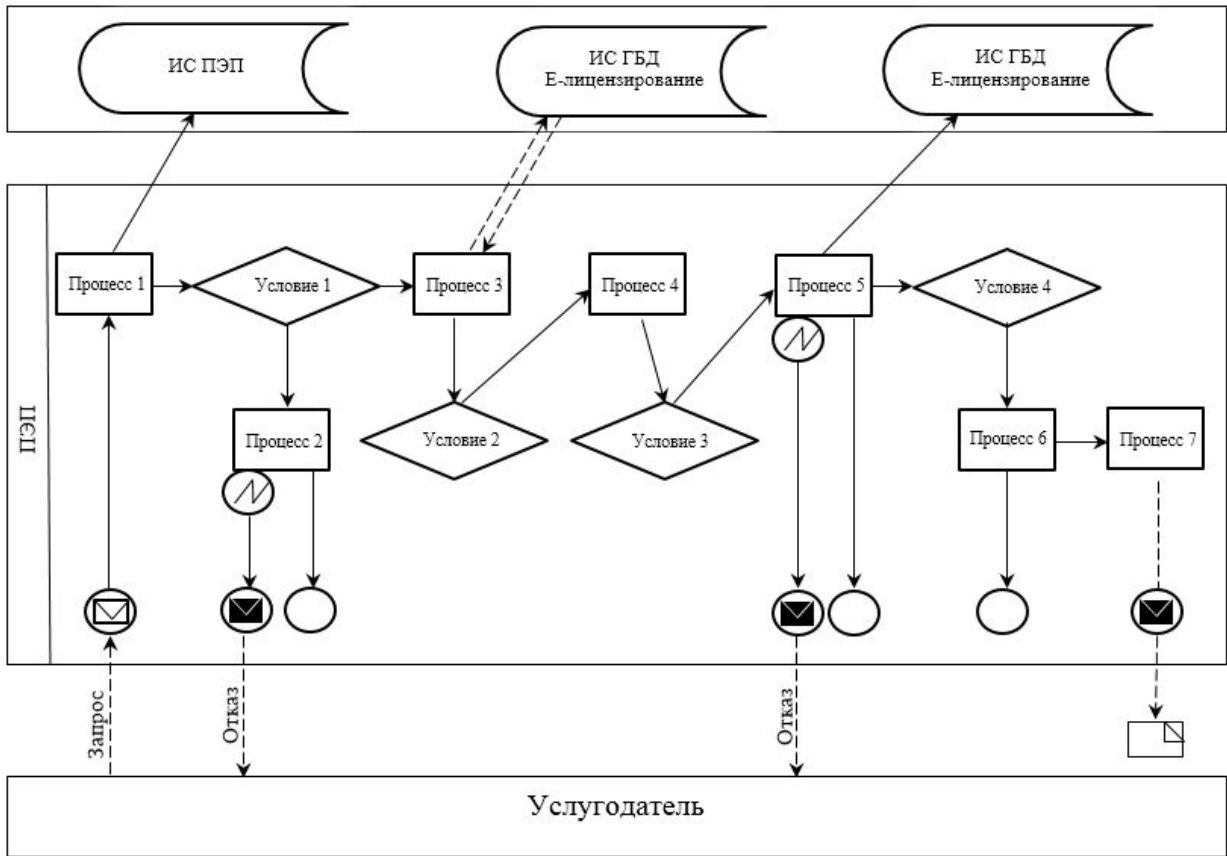 ИС ПЭП
ИС ГБД
Е-лицензирование
ИС ГБД
Е-лицензирование
ПЭП
Процесс 1
Условие 1
Процесс 3
Процесс 4
Процесс 5
Условие 4
Процесс 2
Условие 2
Условие 3
Процесс 6
Процесс 7
Запрос
Отказ
Отказ
Услугодатель